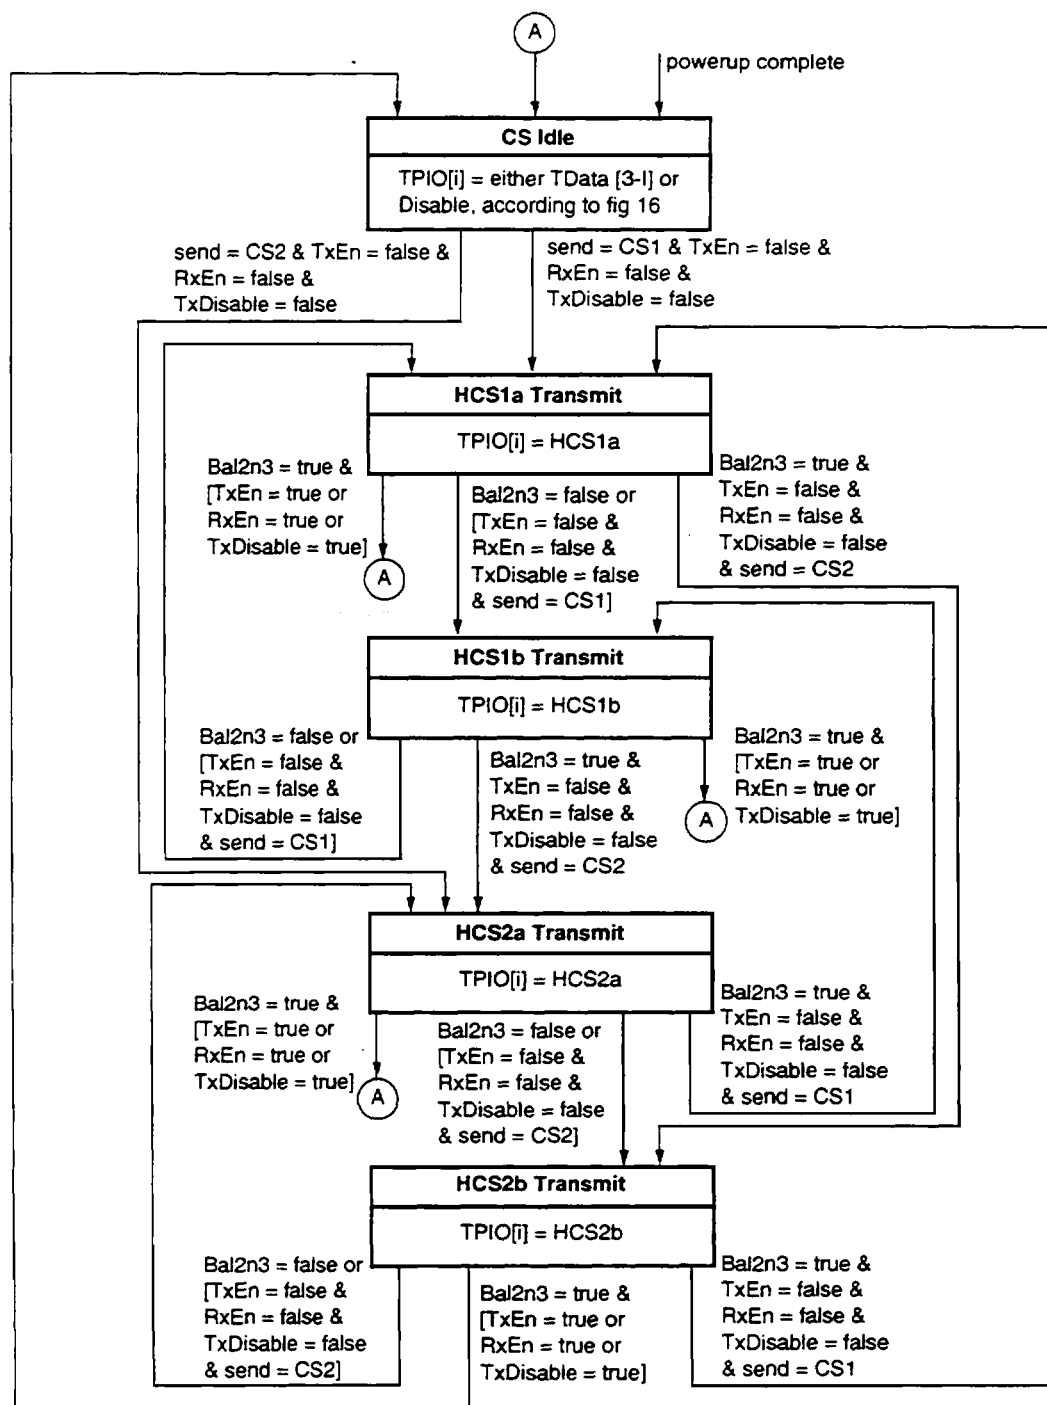 A
powerup complete
CS Idle
TPIO[i] = either TData [3-I] or
Disable, according to fig 16
send = CS2 & TxEn = false &
RxEn = false &
TxDisable = false
send = CS1 & TxEn = false &
RxEn = false &
TxDisable = false
HCS1a Transmit
TPIO[i] = HCS1a
Bal2n3 = true &
[TxEn = true or
RxEn = true or
TxDisable = true]
A
Bal2n3 = false or
[TxEn = false &
RxEn = false &
TxDisable = false
& send = CS1]
Bal2n3 = true &
TxEn = false &
RxEn = false &
TxDisable = false
& send = CS2
HCS1b Transmit
TPIO[i] = HCS1b
Bal2n3 = false or
[TxEn = false &
RxEn = false &
TxDisable = false
& send = CS1]
Bal2n3 = true &
TxEn = false &
RxEn = false &
TxDisable = false
& send = CS2
Bal2n3 = true &
[TxEn = true or
RxEn = true or
TxDisable = true]
A
HCS2a Transmit
TPIO[i] = HCS2a
Bal2n3 = true &
[TxEn = true or
RxEn = true or
TxDisable = true]
A
Bal2n3 = false or
[TxEn = false &
RxEn = false &
TxDisable = false
& send = CS2]
Bal2n3 = true &
TxEn = false &
RxEn = false &
TxDisable = false
& send = CS1
HCS2b Transmit
TPIO[i] = HCS2b
Bal2n3 = false or
[TxEn = false &
RxEn = false &
TxDisable = false
& send = CS2]
Bal2n3 = true &
[TxEn = true or
RxEn = true or
TxDisable = true]
Bal2n3 = true &
TxEn = false &
RxEn = false &
TxDisable = false
& send = CS1